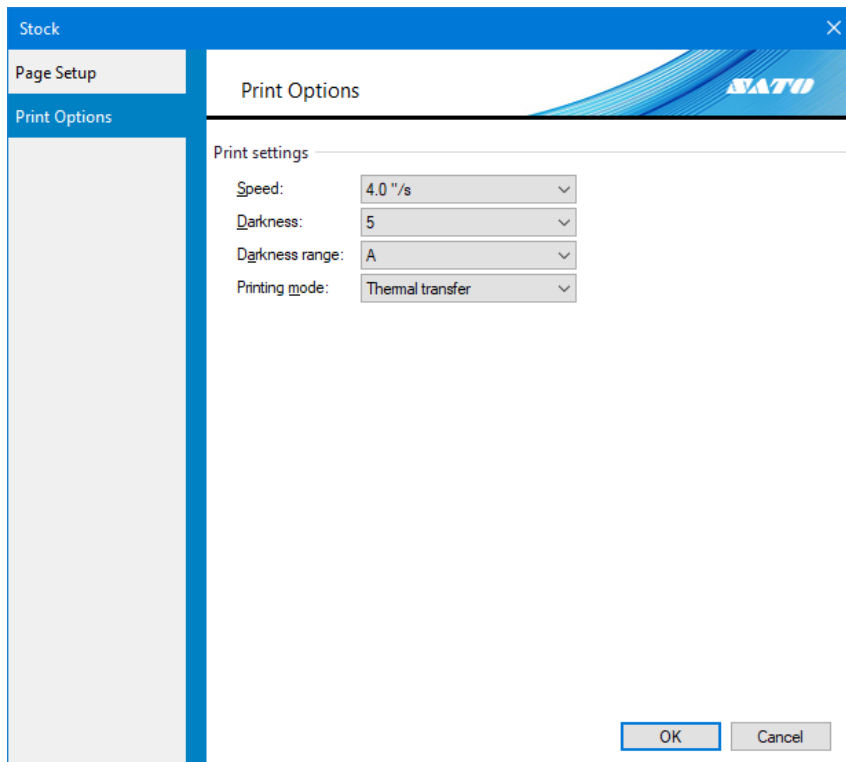 Stock
Page Setup
Print Options
Print Options
SATO
Print settings
Speed: 4.0 "/s
Darkness: 5
Darkness range: A
Printing mode: Thermal transfer
OK Cancel